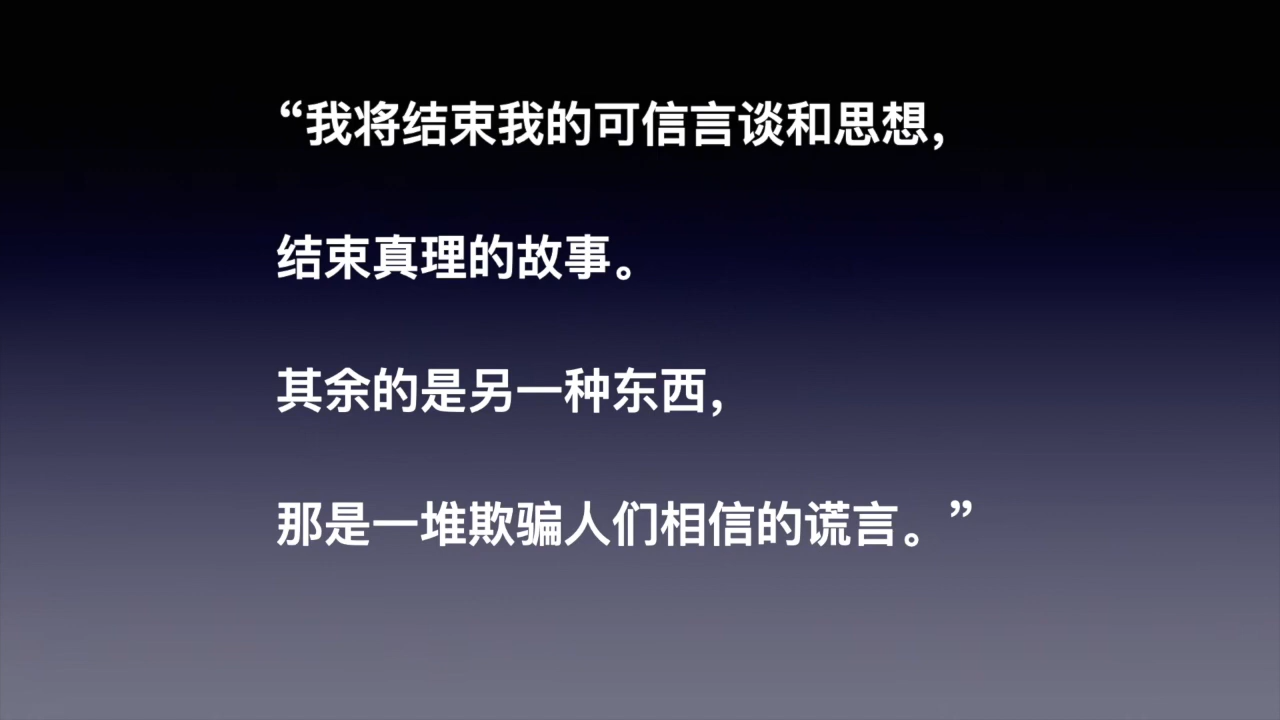 “我将结束我的可信言谈和思想,
结束真理的故事。
其余的是另一种东西,
那是一堆欺骗人们相信的谎言。”